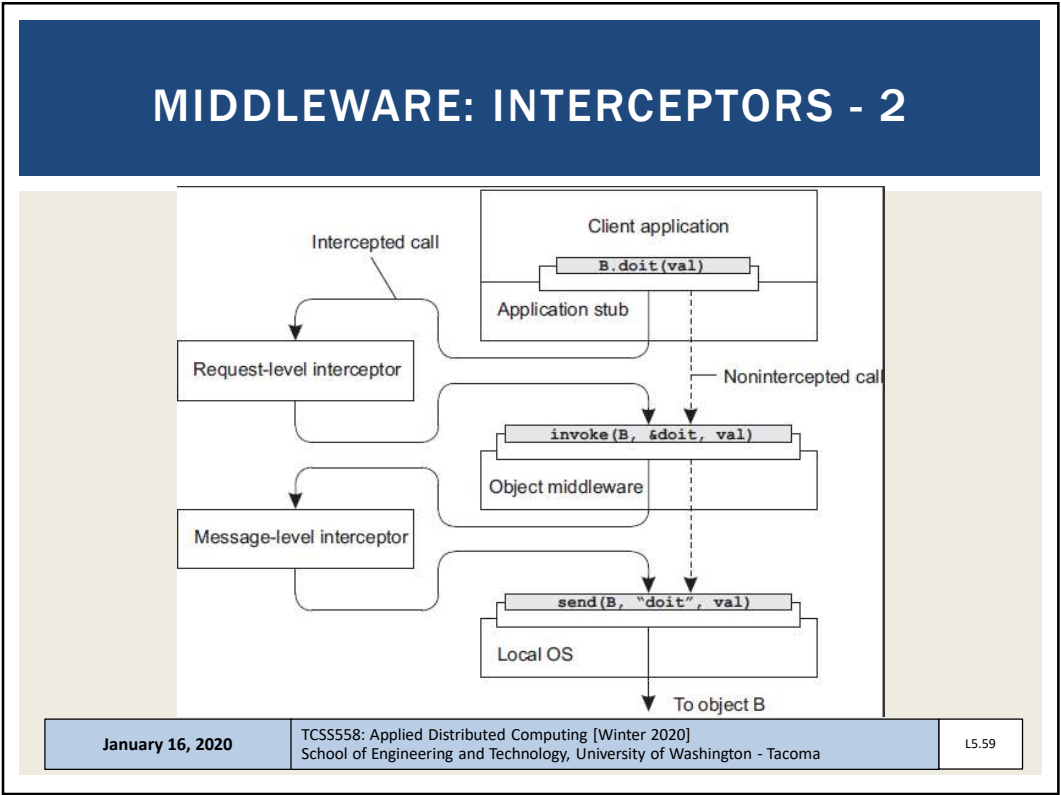 MIDDLEWARE: INTERCEPTORS - 2
Client application
Intercepted call
B.doit(val)
Application stub
Request-level interceptor
Nonintercepted call
invoke(B, &doit, val)
Object middleware
Message-level interceptor
send(B, “doit”, val)
Local OS
To object B
January 16, 2020
TCSS558: Applied Distributed Computing [Winter 2020]
School of Engineering and Technology, University of Washington - Tacoma
L5.59